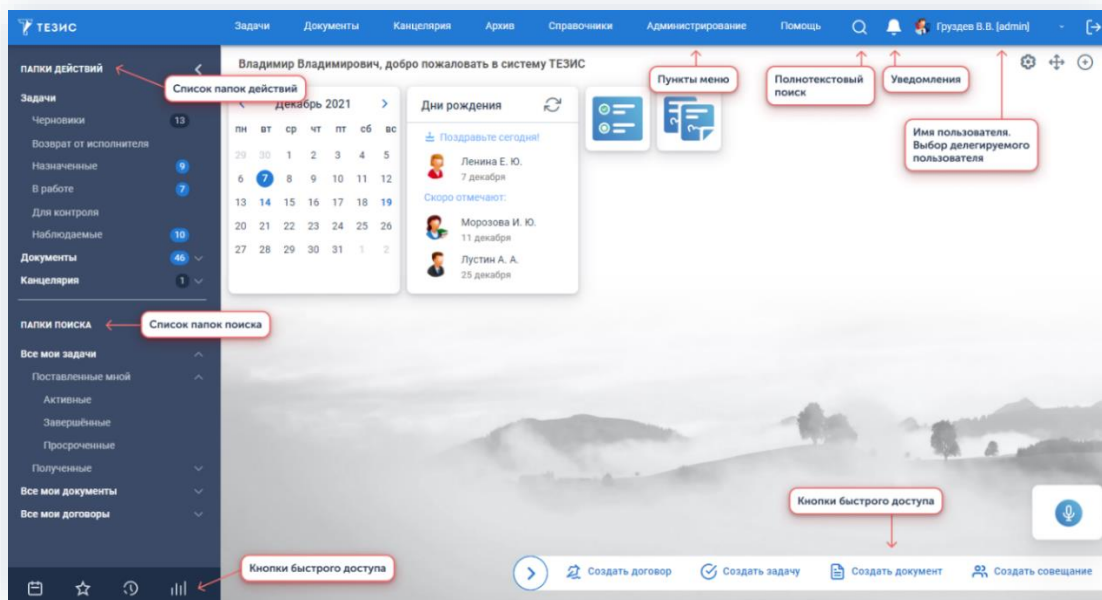 ТЕЗИС
Задачи
Документы
Канцелярия
Архив
Справочники
Администрирование
Помощь
Груздев В.В. [admin]
ПАПКИ ДЕЙСТВИЙ
Список папок действий
Задачи
Черновики 13
Возврат от исполнителя
Назначенные 9
В работе 7
Для контроля
Наблюдаемые 10
Документы 46
Канцелярия 1
ПАПКИ ПОИСКА
Список папок поиска
Все мои задачи
Поставленные мной
Активные
Завершённые
Просроченные
Полученные
Все мои документы
Все мои договоры
Кнопки быстрого доступа
Владимир Владимирович, добро пожаловать в систему ТЕЗИС
Декабрь 2021
пн вт ср чт пт сб вс
29 30 1 2 3 4 5
6 7 8 9 10 11 12
13 14 15 16 17 18 19
20 21 22 23 24 25 26
27 28 29 30 31 1 2
Дни рождения
Поздравьте сегодня!
Ленина Е. Ю.
7 декабря
Скоро отмечают:
Морозова И. Ю.
11 декабря
Лустин А. А.
25 декабря
Пункты меню
Полнотекстовый
поиск
Уведомления
Имя пользователя.
Выбор делегируемого
пользователя
Кнопки быстрого доступа
Создать договор
Создать задачу
Создать документ
Создать совещание